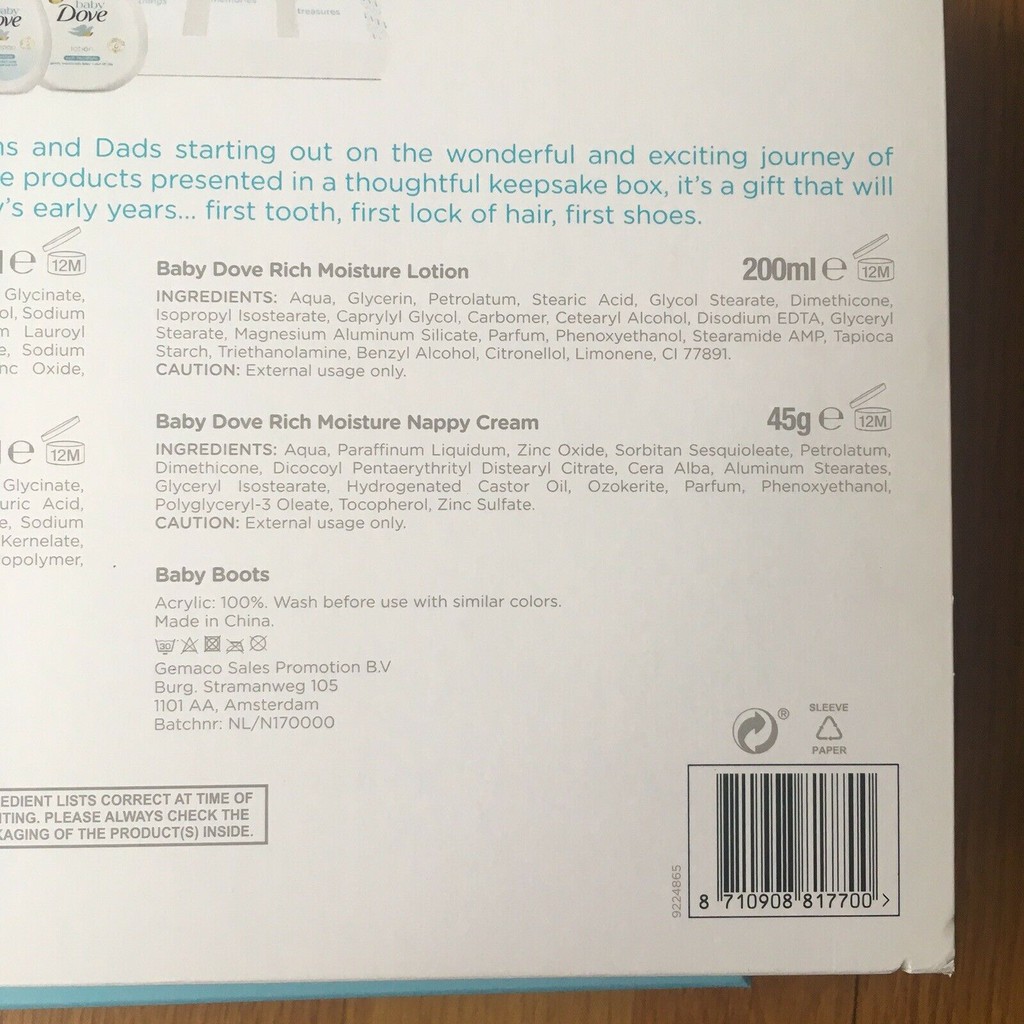 baby
Dove
lotion
treasures
ns and Dads starting out on the wonderful and exciting journey of
e products presented in a thoughtful keepsake box, it's a gift that will
y's early years... first tooth, first lock of hair, first shoes.
l e 12M
Glycinate,
ol, Sodium
m Lauroyl
e, Sodium
nc Oxide,
l e 12M
Glycinate,
uric Acid,
e, Sodium
Kernelate,
opolymer,
Baby Dove Rich Moisture Lotion 200ml e 12M
INGREDIENTS: Aqua, Glycerin, Petrolatum, Stearic Acid, Glycol Stearate, Dimethicone,
Isopropyl Isostearate, Caprylyl Glycol, Carbomer, Cetearyl Alcohol, Disodium EDTA, Glyceryl
Stearate, Magnesium Aluminum Silicate, Parfum, Phenoxyethanol, Stearamide AMP, Tapioca
Starch, Triethanolamine, Benzyl Alcohol, Citronellol, Limonene, CI 77891.
CAUTION: External usage only.
Baby Dove Rich Moisture Nappy Cream 45g e 12M
INGREDIENTS: Aqua, Paraffinum Liquidum, Zinc Oxide, Sorbitan Sesquioleate, Petrolatum,
Dimethicone, Dicocoyl Pentaerythrityl Distearyl Citrate, Cera Alba, Aluminum Stearates,
Glyceryl Isostearate, Hydrogenated Castor Oil, Ozokerite, Parfum, Phenoxyethanol,
Polyglyceryl-3 Oleate, Tocopherol, Zinc Sulfate.
CAUTION: External usage only.
Baby Boots
Acrylic: 100%. Wash before use with similar colors.
Made in China.
30
Gemaco Sales Promotion B.V
Burg. Stramanweg 105
1101 AA, Amsterdam
Batchnr: NL/N170000
EDIENT LISTS CORRECT AT TIME OF
TING. PLEASE ALWAYS CHECK THE
KAGING OF THE PRODUCT(S) INSIDE.
®
SLEEVE
PAPER
9224865
8 710908 817700 >